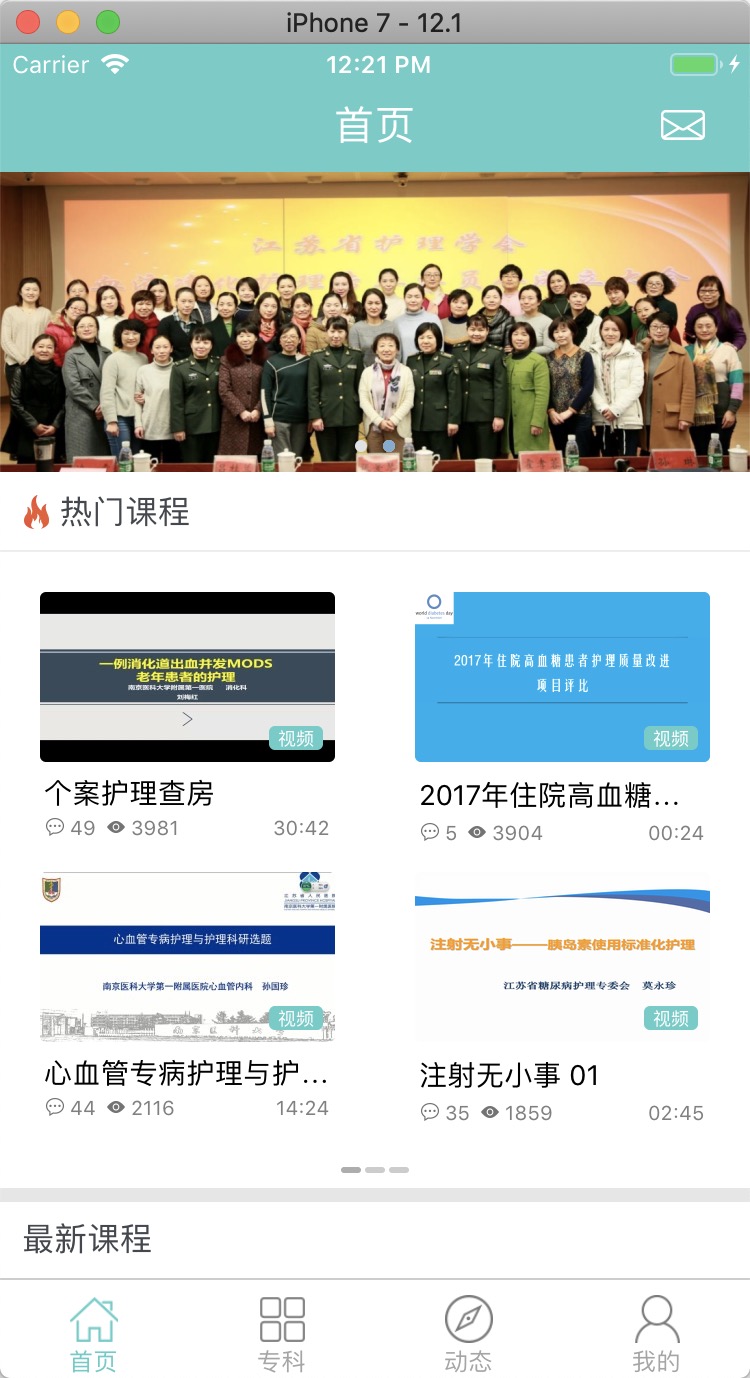 iPhone 7 - 12.1
Carrier
12:21 PM
首页
江苏省护理学会
热门课程
一例消化道出血并发MODS
老年患者的护理
南京医科大学附属第一医院 消化科
刘梅红
视频
个案护理查房
49 3981 30:42
world diabetes day
2017年住院高血糖患者护理质量改进
项目评比
视频
2017年住院高血糖...
5 3904 00:24
江苏省人民医院
心血管专病护理与护理科研选题
南京医科大学第一附属医院心血管内科 孙国珍
视频
心血管专病护理与护...
44 2116 14:24
注射无小事——胰岛素使用标准化护理
江苏省糖尿病护理专委会 莫永珍
视频
注射无小事 01
35 1859 02:45
最新课程
首页
专科
动态
我的